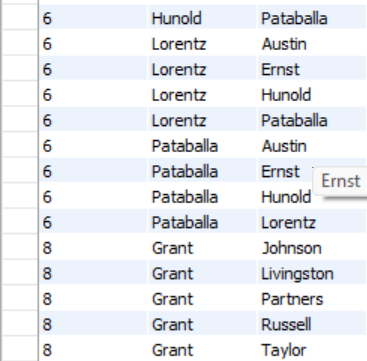 6 Hunold Pataballa
6 Lorentz Austin
6 Lorentz Ernst
6 Lorentz Hunold
6 Lorentz Pataballa
6 Pataballa Austin
6 Pataballa Ernst
Ernst
6 Pataballa Hunold
6 Pataballa Lorentz
8 Grant Johnson
8 Grant Livingston
8 Grant Partners
8 Grant Russell
8 Grant Taylor